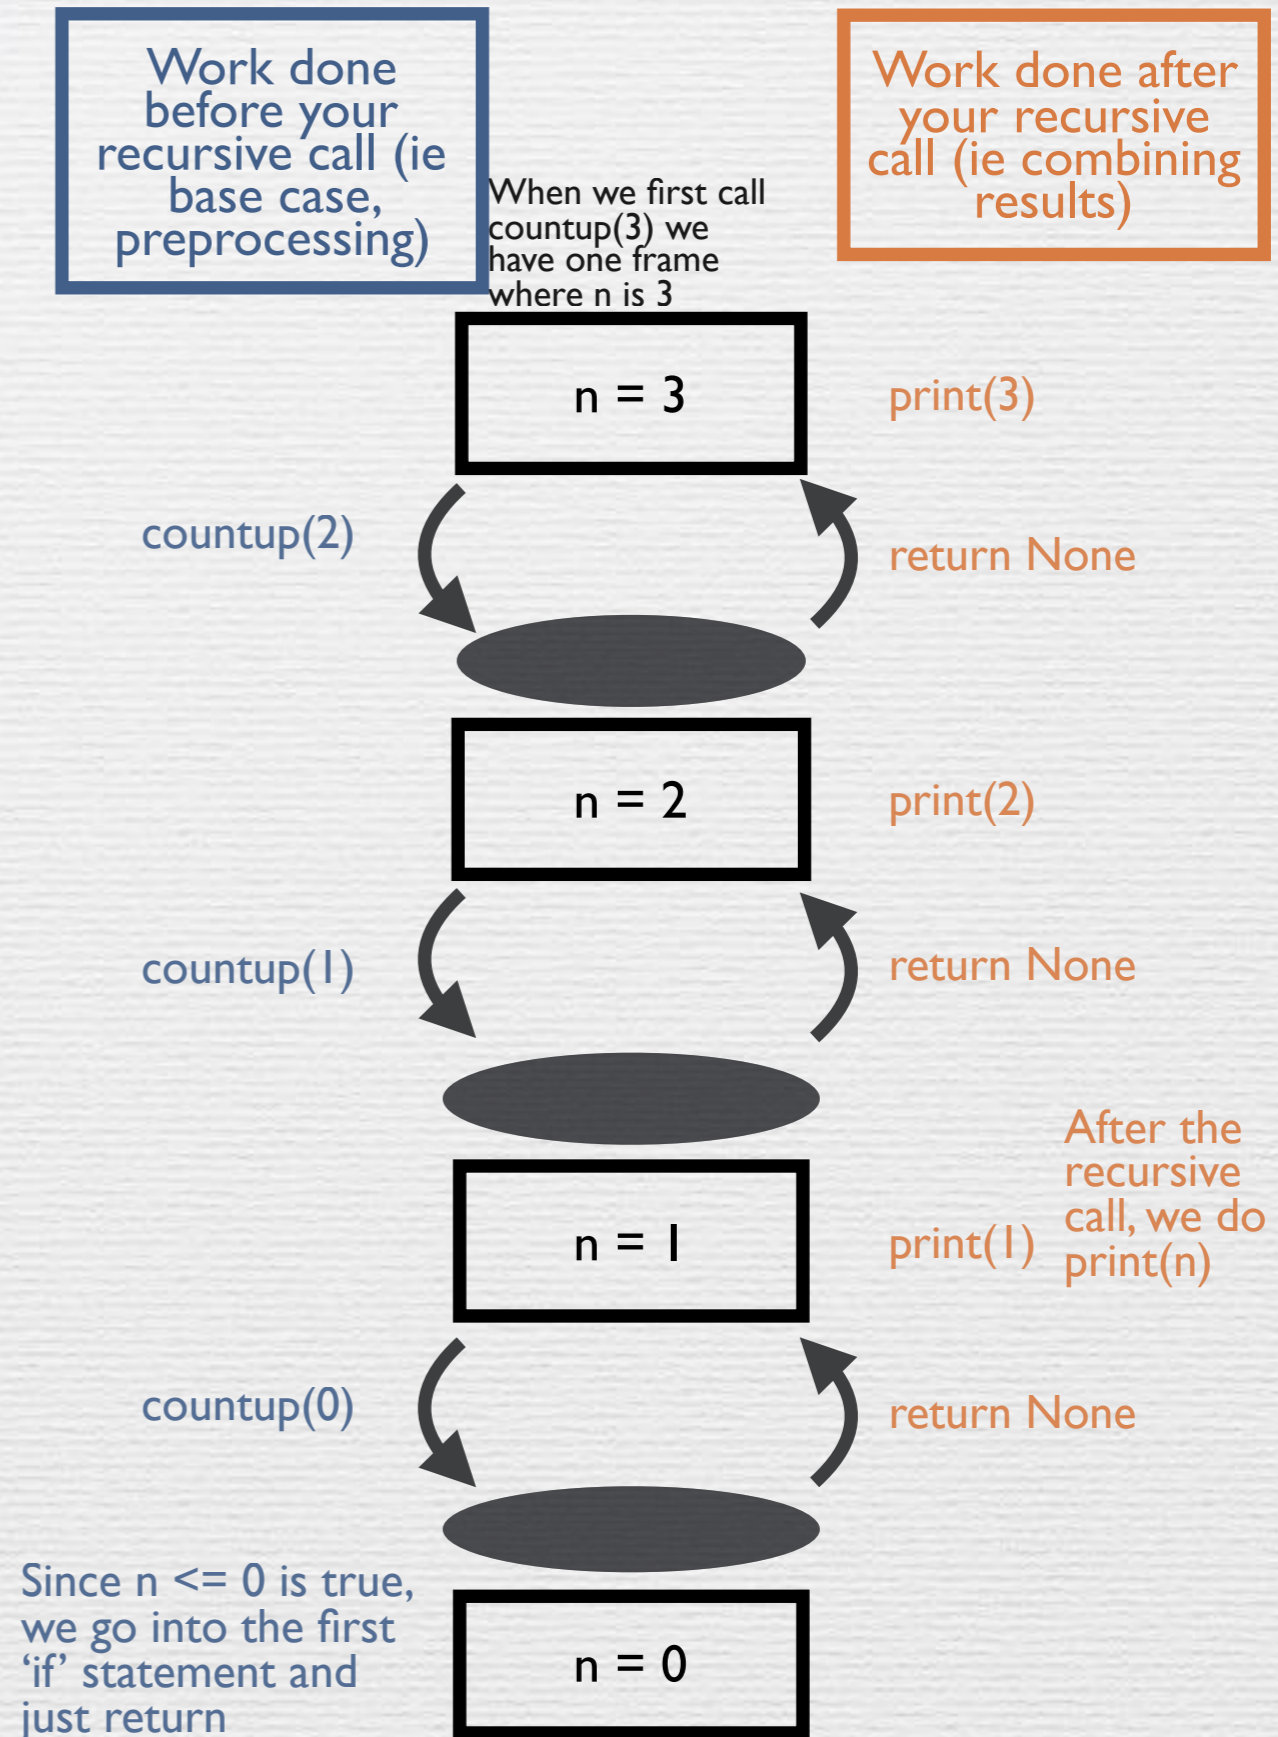 Work done
before your
recursive call (ie
base case,
preprocessing)
Work done after
your recursive
call (ie combining
results)
When we first call
countup(3) we
have one frame
where n is 3
n = 3
print(3)
countup(2)
return None
n = 2
print(2)
countup(1)
return None
n = 1
print(1)
After the
recursive
call, we do
print(n)
countup(0)
return None
Since n <= 0 is true,
we go into the first
‘if’ statement and
just return
n = 0